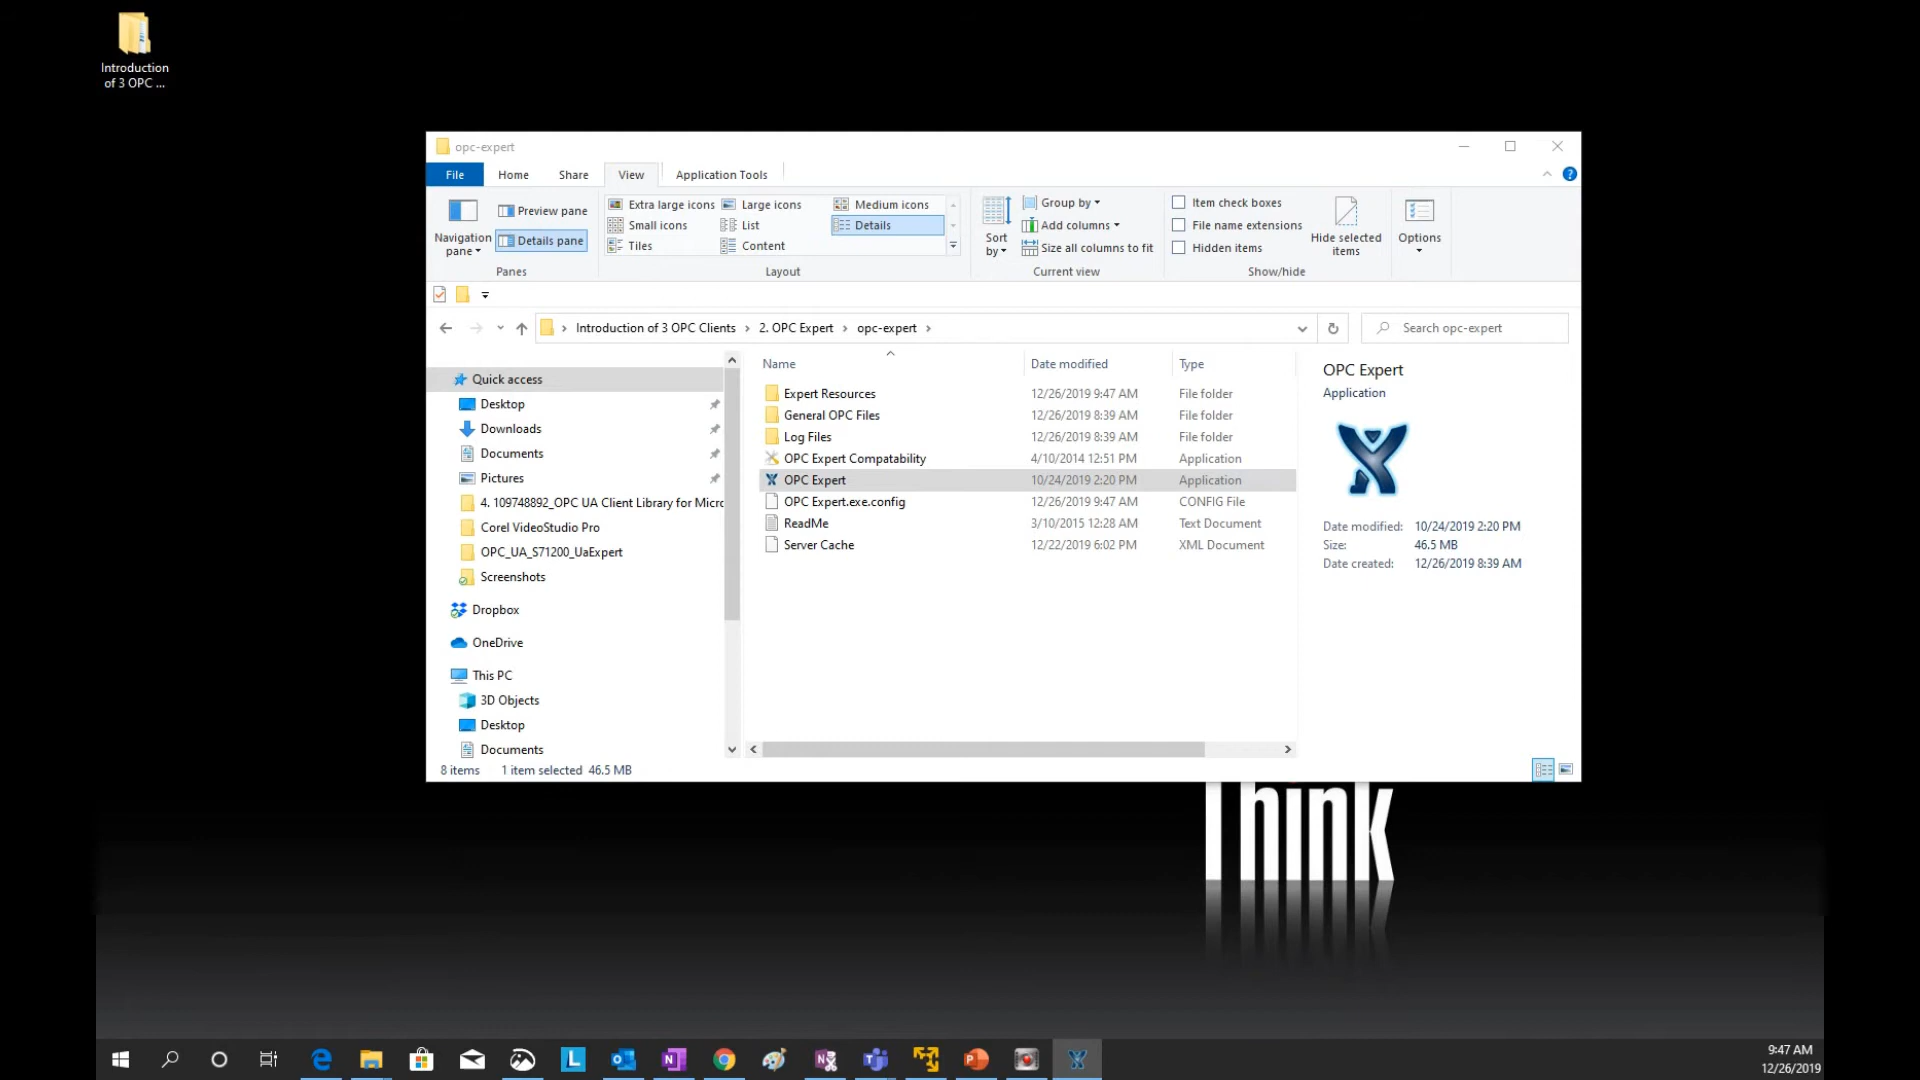 Introduction
of 3 OPC ...
opc-expert
File
Home
Share
View
Application Tools
Navigation
pane
Preview pane
Details pane
Panes
Extra large icons
Large icons
Medium icons
Small icons
List
Details
Tiles
Content
Layout
Sort
by
Group by
Add columns
Size all columns to fit
Current view
Item check boxes
File name extensions
Hidden items
Hide selected
items
Show/hide
Options
Introduction of 3 OPC Clients > 2. OPC Expert > opc-expert >
Search opc-expert
Quick access
Desktop
Downloads
Documents
Pictures
4. 109748892_OPC UA Client Library for Micro
Corel VideoStudio Pro
OPC_UA_S71200_UaExpert
Screenshots
Dropbox
OneDrive
This PC
3D Objects
Desktop
Documents
Name Date modified Type
Expert Resources 12/26/2019 9:47 AM File folder
General OPC Files 12/26/2019 8:39 AM File folder
Log Files 12/26/2019 8:39 AM File folder
OPC Expert Compatability 4/10/2014 12:51 PM Application
OPC Expert 10/24/2019 2:20 PM Application
OPC Expert.exe.config 12/26/2019 9:47 AM CONFIG File
ReadMe 3/10/2015 12:28 AM Text Document
Server Cache 12/22/2019 6:02 PM XML Document
OPC Expert
Application
Date modified: 10/24/2019 2:20 PM
Size: 46.5 MB
Date created: 12/26/2019 8:39 AM
8 items 1 item selected 46.5 MB
Think
9:47 AM
12/26/2019